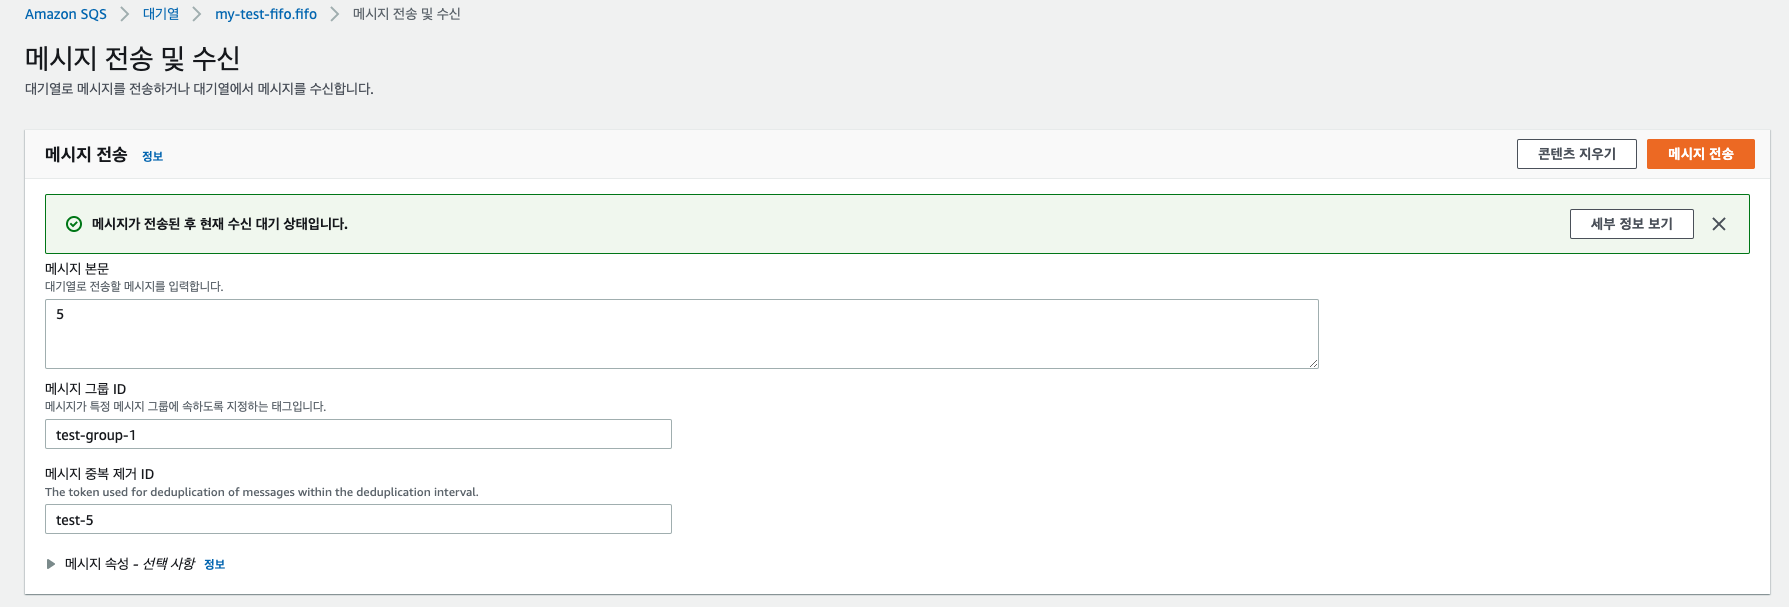 Amazon SQS > 대기열 > my-test-fifo.fifo > 메시지 전송 및 수신
메시지 전송 및 수신
대기열로 메시지를 전송하거나 대기열에서 메시지를 수신합니다.
메시지 전송 정보 콘텐츠 지우기 메시지 전송
메시지가 전송된 후 현재 수신 대기 상태입니다. 세부 정보 보기
메시지 본문
대기열로 전송할 메시지를 입력합니다.
5
메시지 그룹 ID
메시지가 특정 메시지 그룹에 속하도록 지정하는 태그입니다.
test-group-1
메시지 중복 제거 ID
The token used for deduplication of messages within the deduplication interval.
test-5
메시지 속성 - 선택 사항 정보